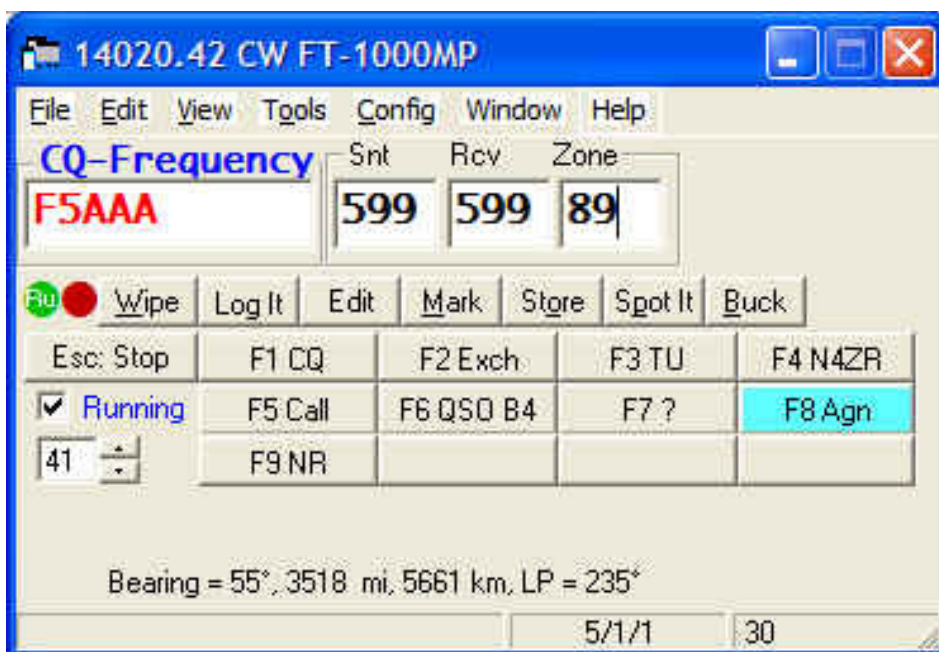 14020.42 CW FT-1000MP
File Edit View Tools Config Window Help
CQ-Frequency Snt Rcv Zone
F5AAA 599 599 89
Ru Wipe Log It Edit Mark Store Spot It Buck
Esc: Stop F1 CQ F2 Exch F3 TU F4 N4ZR
Running F5 Call F6 QSO B4 F7 ? F8 Agn
41 F9 NR
Bearing = 55°, 3518 mi, 5661 km, LP = 235°
5/1/1 30